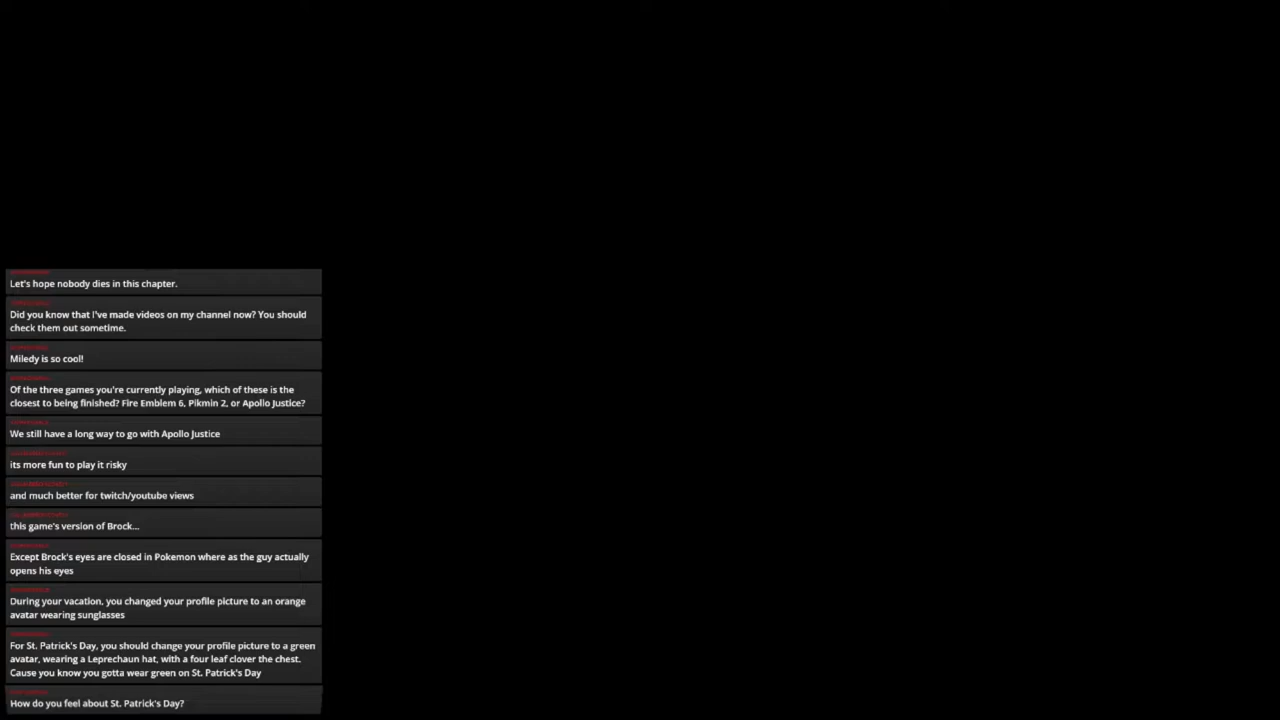 Let's hope nobody dies in this chapter.
Did you know that I've made videos on my channel now? You should
check them out sometime.
Miledy is so cool!
Of the three games you're currently playing, which of these is the
closest to being finished? Fire Emblem 6, Pikmin 2, or Apollo Justice?
We still have a long way to go with Apollo Justice
its more fun to play it risky
and much better for twitch/youtube views
this game's version of Brock...
Except Brock's eyes are closed in Pokemon where as the guy actually
opens his eyes
During your vacation, you changed your profile picture to an orange
avatar wearing sunglasses
For St. Patrick's Day, you should change your profile picture to a green
avatar, wearing a Leprechaun hat, with a four leaf clover the chest.
Cause you know you gotta wear green on St. Patrick's Day
How do you feel about St. Patrick's Day?